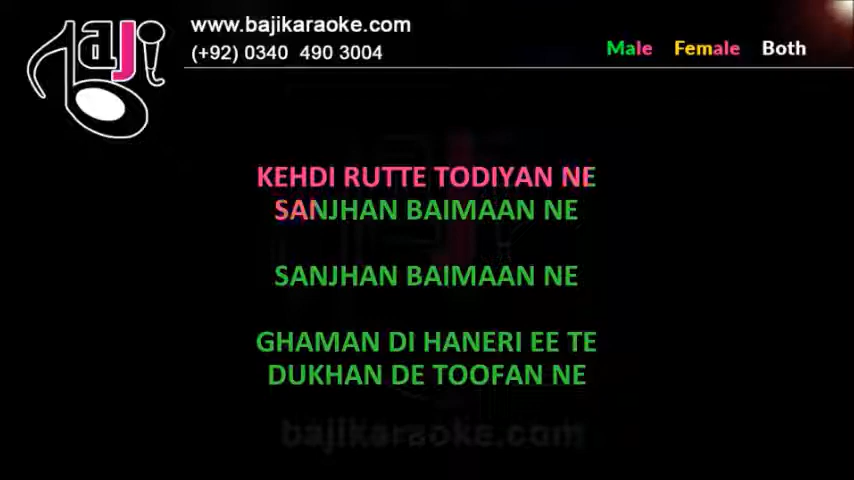 Baji
www.bajikaraoke.com
(+92) 0340 490 3004
Male Female Both
KEHDI RUTTE TODIYAN NE
SANJHAN BAIMAAN NE
SANJHAN BAIMAAN NE
GHAMAN DI HANERI EE TE
DUKHAN DE TOOFAN NE
bajikaraoke.com